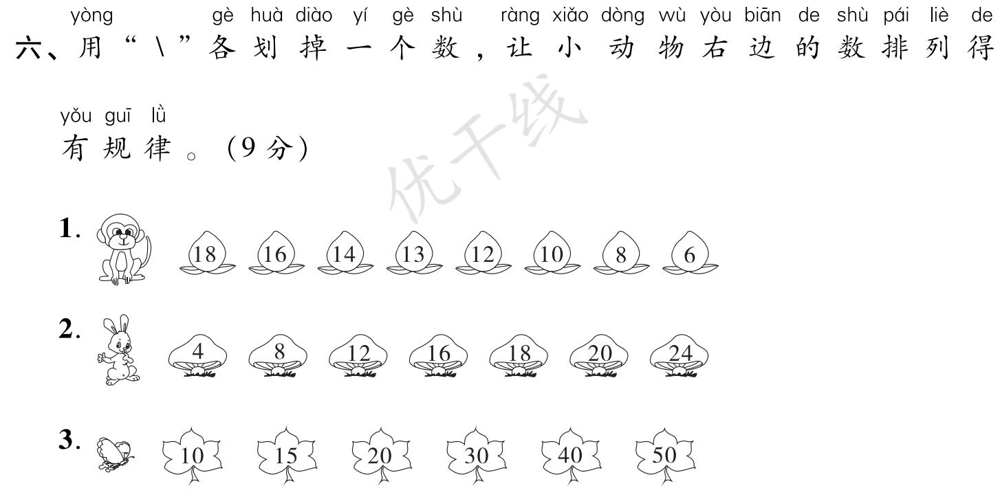 yòng gè huà diào yí gè shù ràng xiǎo dòng wù yòu biān de shù pái liè de
六、用“\”各划掉一个数,让小动物右边的数排列得
yǒu guī lǜ
有规律。(9分)
优干线
1. 18 16 14 13 12 10 8 6
2. 4 8 12 16 18 20 24
3. 10 15 20 30 40 50